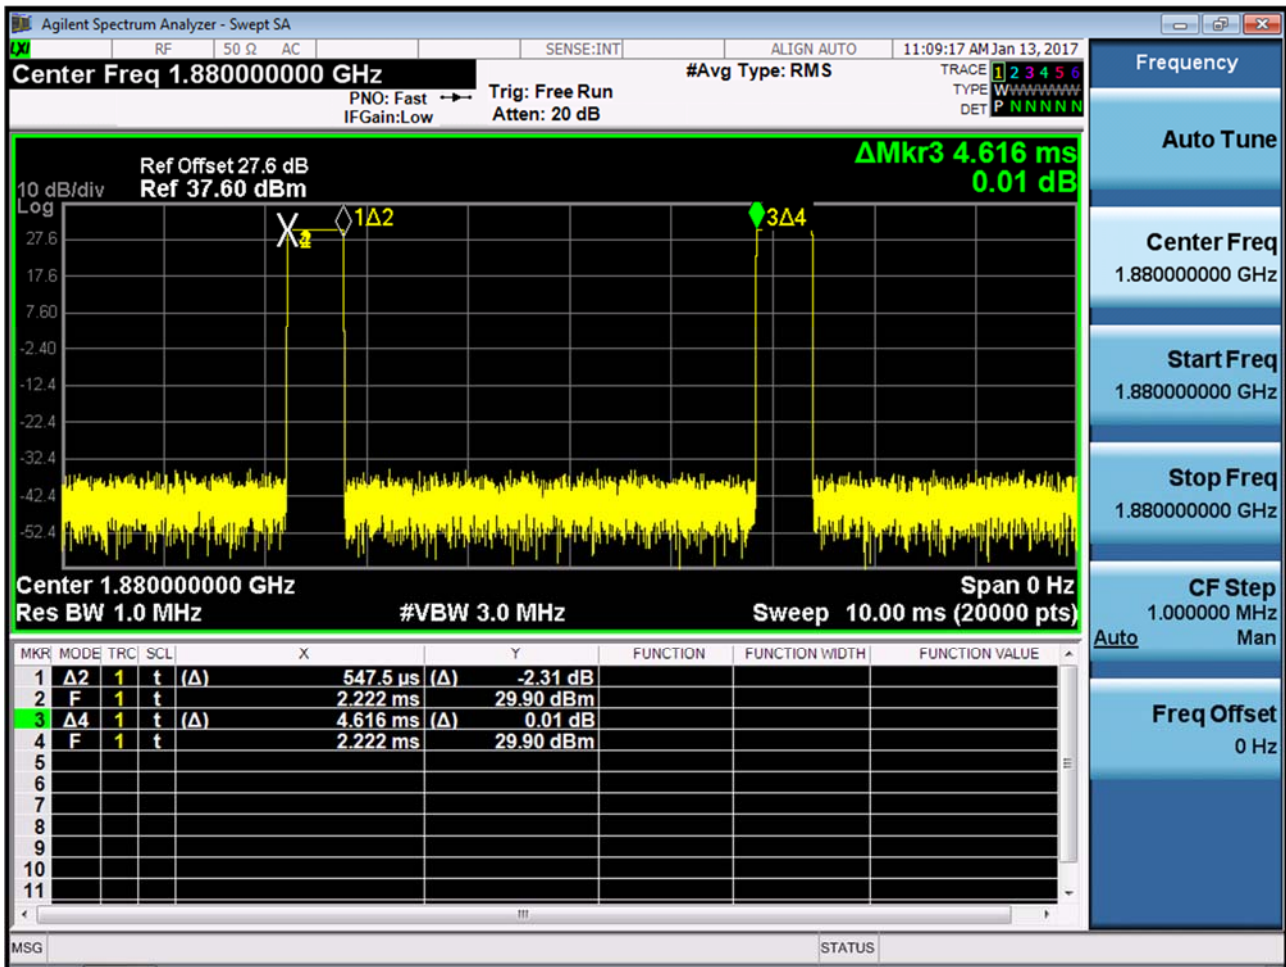 Agilent Spectrum Analyzer - Swept SA
LXI RF 50 Ω AC SENSE:INT ALIGN AUTO 11:09:17 AM Jan 13, 2017
Center Freq 1.880000000 GHz
PNO: Fast
IFGain:Low
Trig: Free Run
Atten: 20 dB
#Avg Type: RMS
TRACE 1 2 3 4 5 6
TYPE WWWWWW
DET P N N N N N
Ref Offset 27.6 dB
10 dB/div Ref 37.60 dBm
Log
ΔMkr3 4.616 ms
0.01 dB
1Δ2
3Δ4
27.6
17.6
7.60
-2.40
-12.4
-22.4
-32.4
-42.4
-52.4
Center 1.880000000 GHz Span 0 Hz
Res BW 1.0 MHz #VBW 3.0 MHz Sweep 10.00 ms (20000 pts)
MKR MODE TRC SCL X Y FUNCTION FUNCTION WIDTH FUNCTION VALUE
1 Δ2 1 t (Δ) 547.5 µs (Δ) -2.31 dB
2 F 1 t 2.222 ms 29.90 dBm
3 Δ4 1 t (Δ) 4.616 ms (Δ) 0.01 dB
4 F 1 t 2.222 ms 29.90 dBm
5
6
7
8
9
10
11
MSG STATUS
Frequency
Auto Tune
Center Freq
1.880000000 GHz
Start Freq
1.880000000 GHz
Stop Freq
1.880000000 GHz
CF Step
1.000000 MHz
Auto Man
Freq Offset
0 Hz